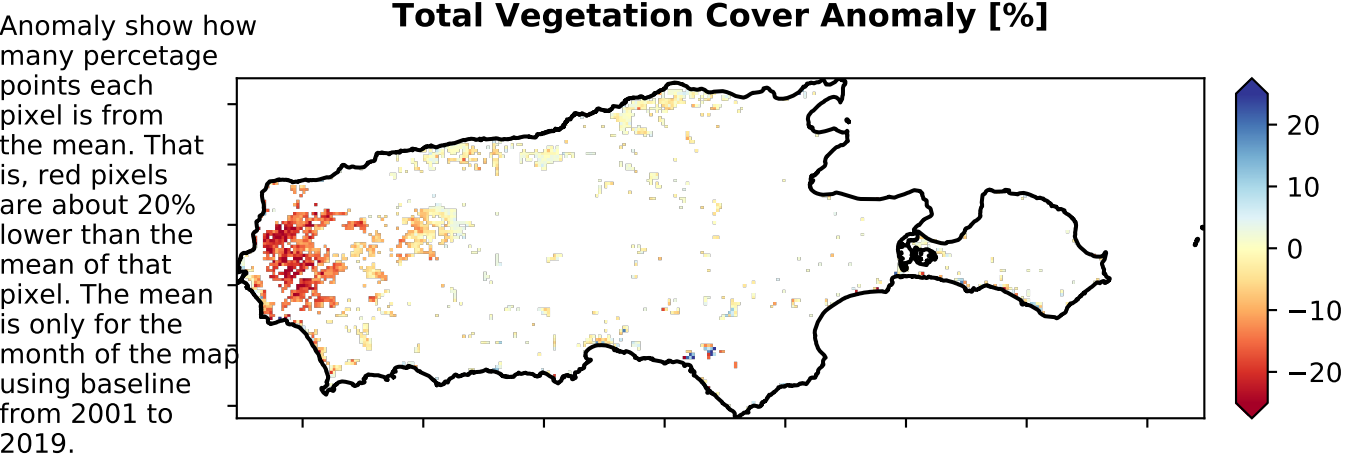 Total Vegetation Cover Anomaly [%]
Anomaly show how
many percetage
points each
pixel is from
the mean. That
is, red pixels
are about 20%
lower than the
mean of that
pixel. The mean
is only for the
month of the map
using baseline
from 2001 to
2019.
20
10
0
−10
−20